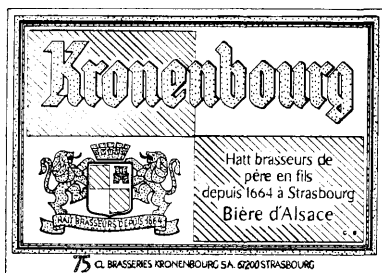 Kronenbourg
Hatt brasseurs de
père en fils
depuis 1664 à Strasbourg
Bière d'Alsace
HATT BRASSEURS DEPUIS 1664
75 CL BRASSERIES KRONENBOURG S.A. 67200 STRASBOURG